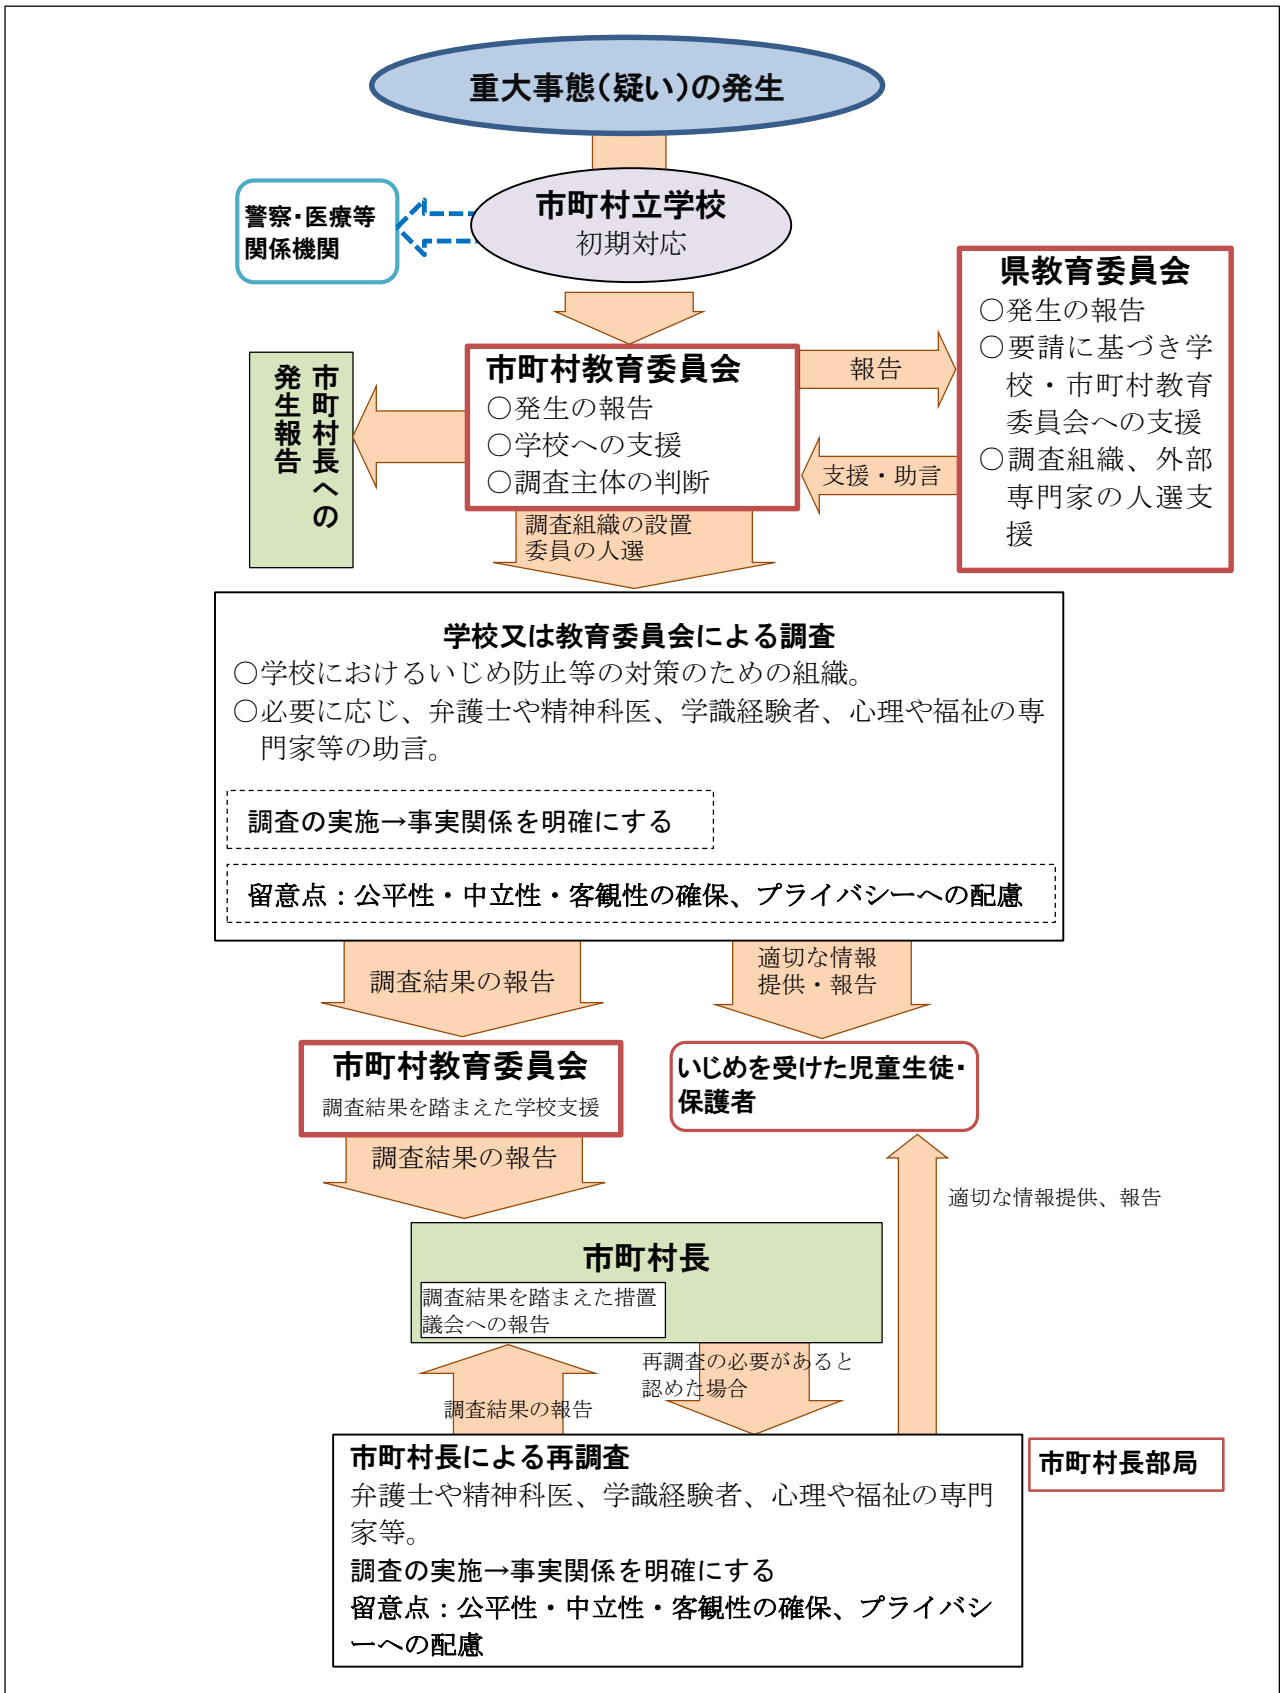 重大事態(疑い)の発生
市町村立学校
初期対応
警察・医療等
関係機関
県教育委員会
○発生の報告
○要請に基づき学
校・市町村教育
委員会への支援
○調査組織、外部
専門家の人選支
援
市町村教育委員会
○発生の報告
○学校への支援
○調査主体の判断
報告
支援・助言
市町村長への
発生報告
調査組織の設置
委員の人選
学校又は教育委員会による調査
○学校におけるいじめ防止等の対策のための組織。
○必要に応じ、弁護士や精神科医、学識経験者、心理や福祉の専
門家等の助言。
調査の実施→事実関係を明確にする
留意点：公平性・中立性・客観性の確保、プライバシーへの配慮
調査結果の報告
適切な情報
提供・報告
市町村教育委員会
調査結果を踏まえた学校支援
いじめを受けた児童生徒・
保護者
調査結果の報告
適切な情報提供、報告
市町村長
調査結果を踏まえた措置
議会への報告
再調査の必要があると
認めた場合
調査結果の報告
市町村長による再調査
弁護士や精神科医、学識経験者、心理や福祉の専門
家等。
調査の実施→事実関係を明確にする
留意点：公平性・中立性・客観性の確保、プライバシ
ーへの配慮
市町村長部局